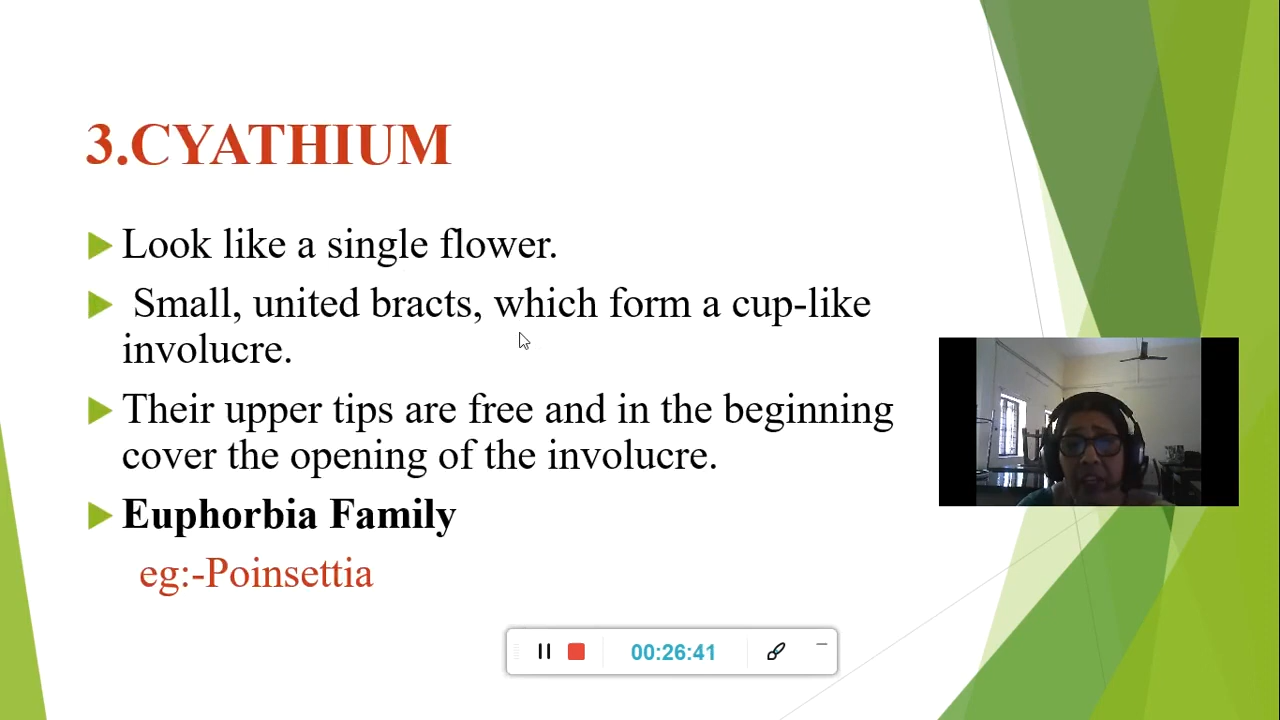 3.CYATHIUM
Look like a single flower.
Small, united bracts, which form a cup-like
involucre.
Their upper tips are free and in the beginning
cover the opening of the involucre.
Euphorbia Family
eg:-Poinsettia
00:26:41